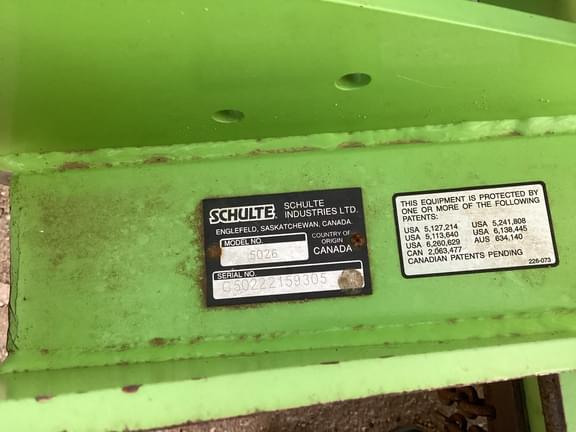 SCHULTE SCHULTE
INDUSTRIES LTD.
ENGLEFELD, SASKATCHEWAN, CANADA
MODEL NO.
5026
COUNTRY OF
ORIGIN
CANADA
SERIAL NO.
C50222159305
THIS EQUIPMENT IS PROTECTED BY
ONE OR MORE OF THE FOLLOWING
PATENTS:
USA 5,127,214 USA 5,241,808
USA 5,113,640 USA 6,138,445
USA 6,260,629 AUS 634,140
CAN 2,063,477
CANADIAN PATENTS PENDING
226-073